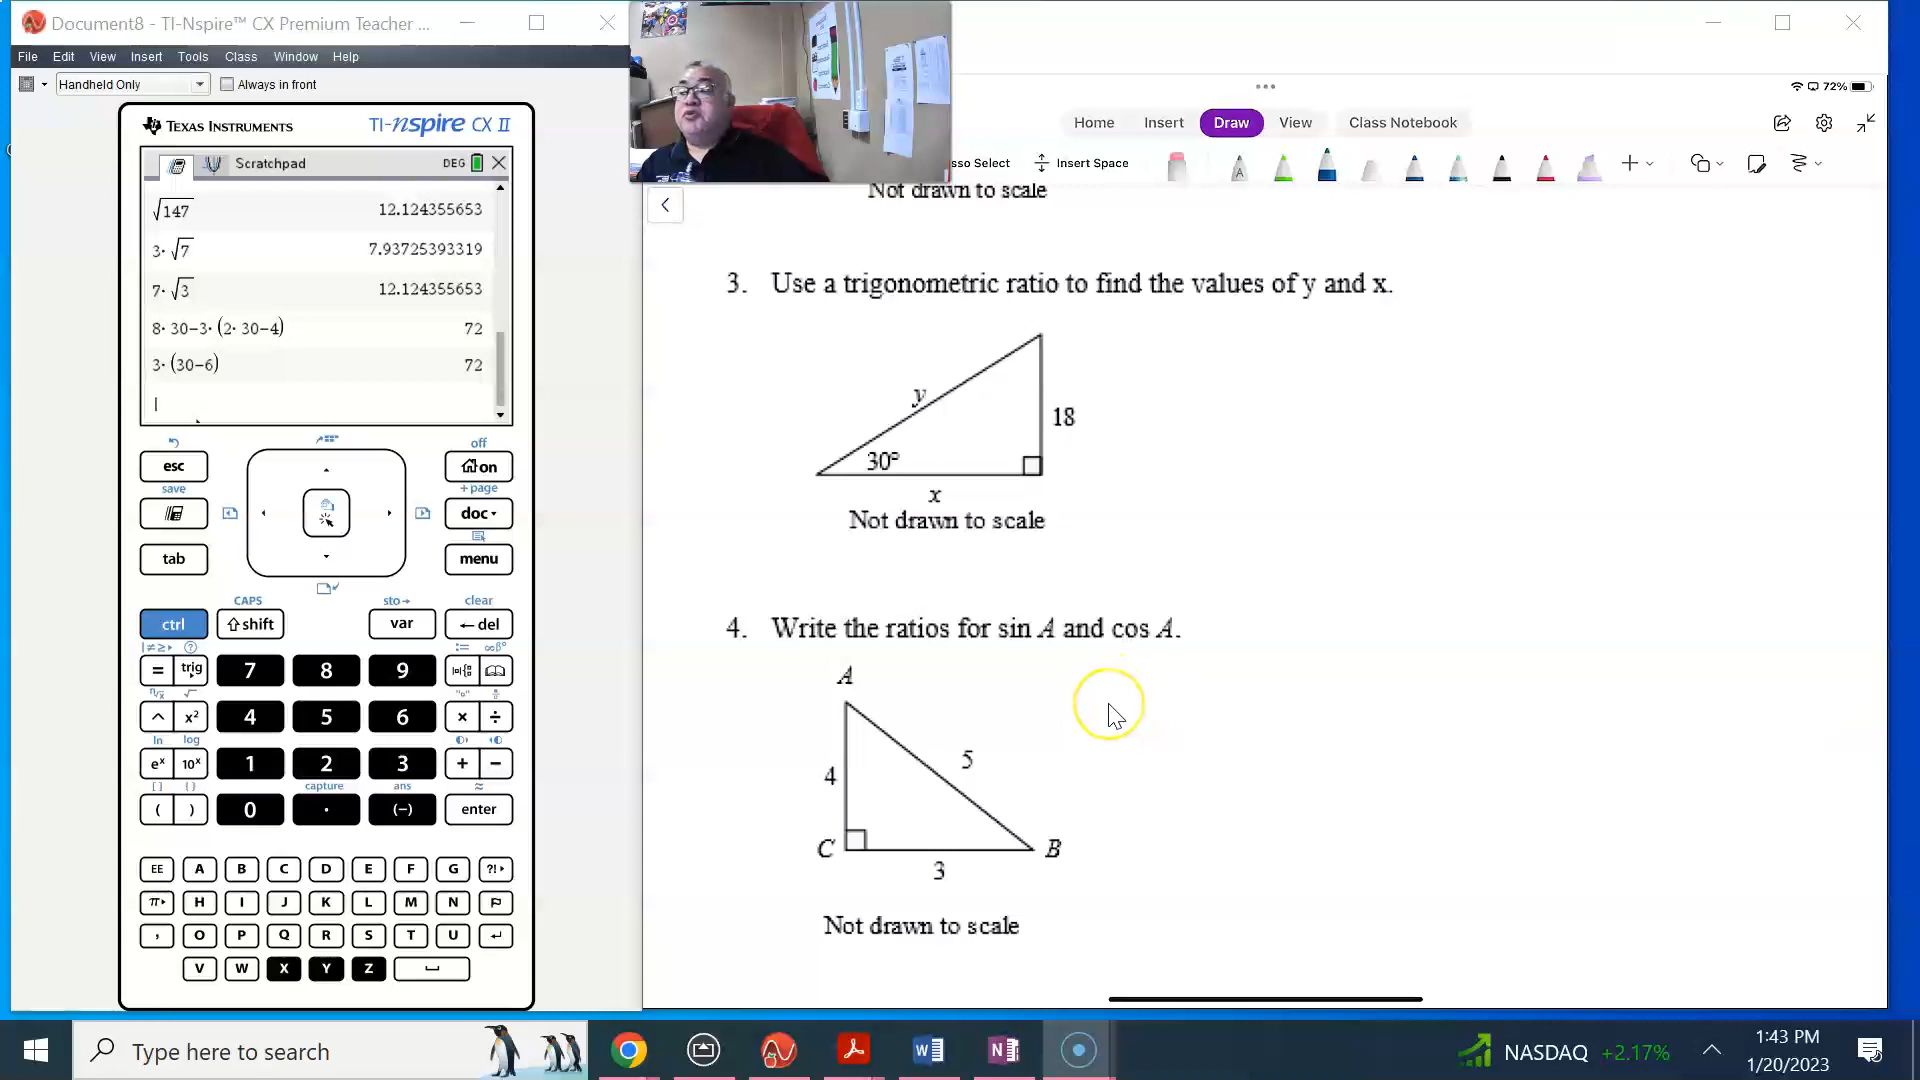 Document8 - TI-Nspire™ CX Premium Teacher ...
File Edit View Insert Tools Class Window Help
Handheld Only
Always in front
TEXAS INSTRUMENTS
TI-nspire CX II
Scratchpad
DEG
√147 12.124355653
3·√7 7.93725393319
7·√3 12.124355653
8·30-3·(2·30-4) 72
3·(30-6) 72
off
esc
on
save
+ page
doc
tab
menu
CAPS sto→ clear
ctrl shift var ←del
|≠≥▸ ? := ∞β°
= trig 7 8 9
ⁿ√x √
^ x² 4 5 6 × ÷
ln log
eˣ 10ˣ 1 2 3 + −
[ ] { } capture ans ≈
( ) 0 . (−) enter
EE A B C D E F G ?!▸
π▸ H I J K L M N
, O P Q R S T U
V W X Y Z
72%
Home Insert Draw View Class Notebook
sso Select
Insert Space
A
Not drawn to scale
3. Use a trigonometric ratio to find the values of y and x.
y
18
30°
x
Not drawn to scale
4. Write the ratios for sin A and cos A.
A
5
4
C
B
3
Not drawn to scale
Type here to search
NASDAQ +2.17%
1:43 PM
1/20/2023